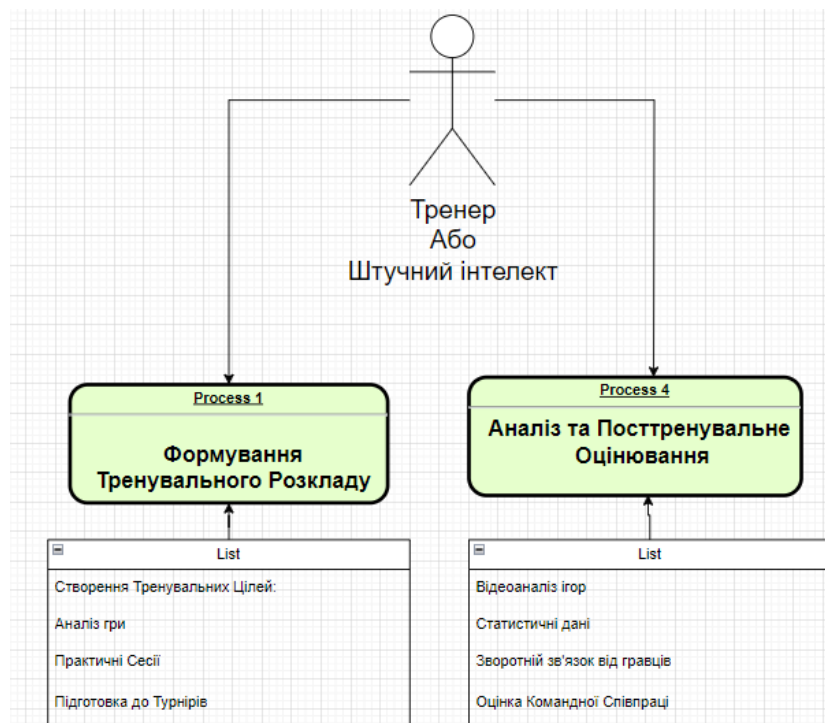 Тренер
Або
Штучний інтелект
Process 1
Формування
Тренувального Розкладу
Process 4
Аналіз та Посттренувальне
Оцінювання
List
Створення Тренувальних Цілей:
Аналіз гри
Практичні Сесії
Підготовка до Турнірів
List
Відеоаналіз ігор
Статистичні дані
Зворотній зв'язок від гравців
Оцінка Командної Співпраці